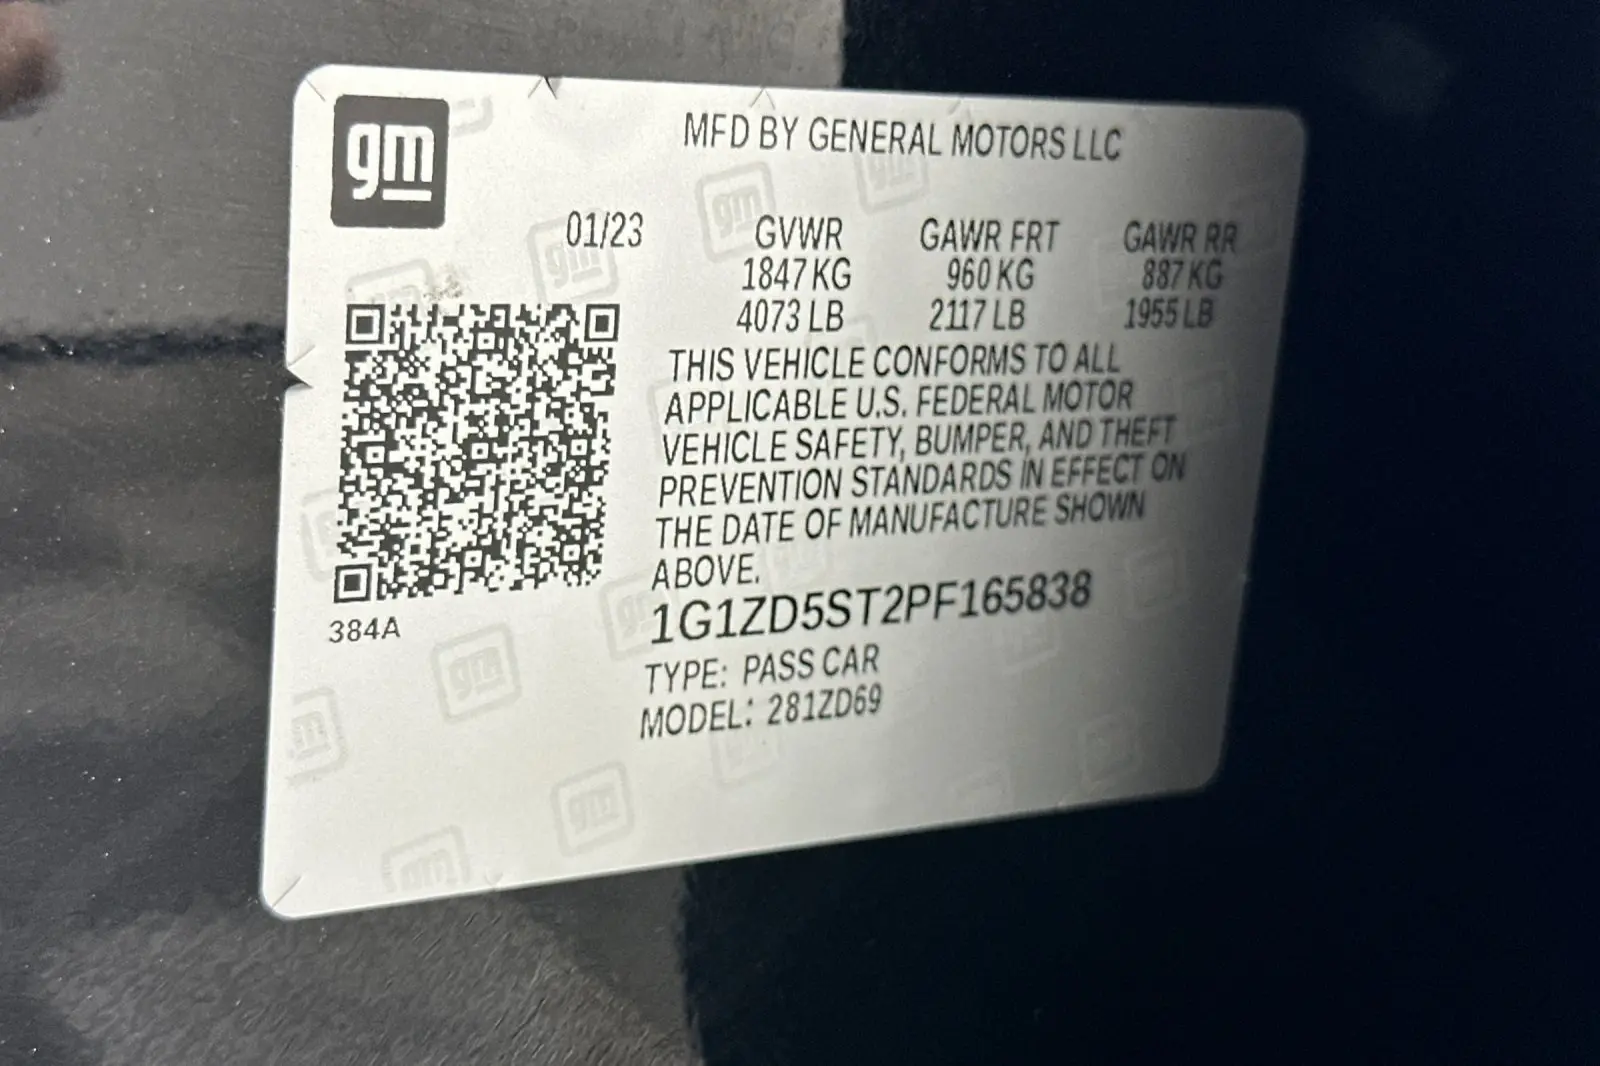 gm
MFD BY GENERAL MOTORS LLC
01/23 GVWR GAWR FRT GAWR RR
1847 KG 960 KG 887 KG
4073 LB 2117 LB 1955 LB
THIS VEHICLE CONFORMS TO ALL
APPLICABLE U.S. FEDERAL MOTOR
VEHICLE SAFETY, BUMPER, AND THEFT
PREVENTION STANDARDS IN EFFECT ON
THE DATE OF MANUFACTURE SHOWN
ABOVE.
384A
1G1ZD5ST2PF165838
TYPE: PASS CAR
MODEL: 281ZD69